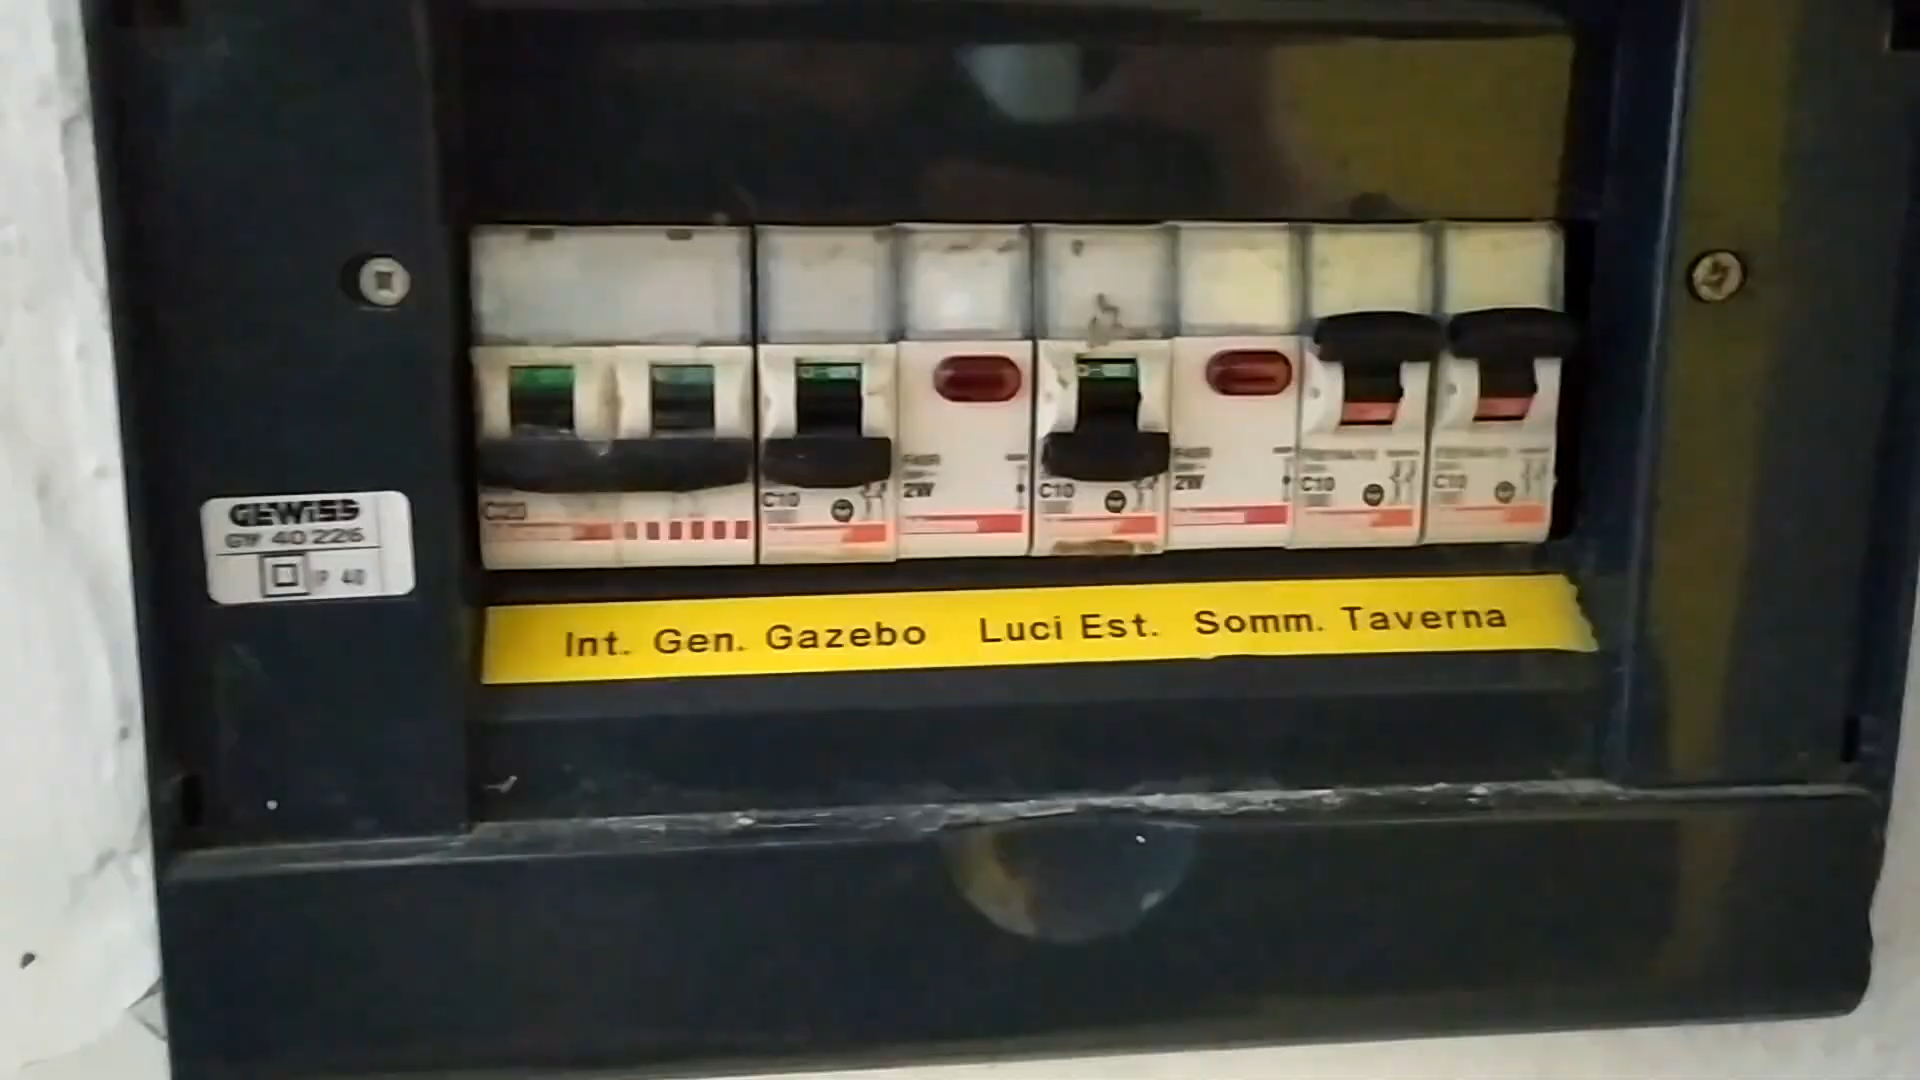 GEWISS
GW 40 226
IP 40
C20
C10
2W
C10
2W
C10
C10
Int. Gen. Gazebo Luci Est. Somm. Taverna